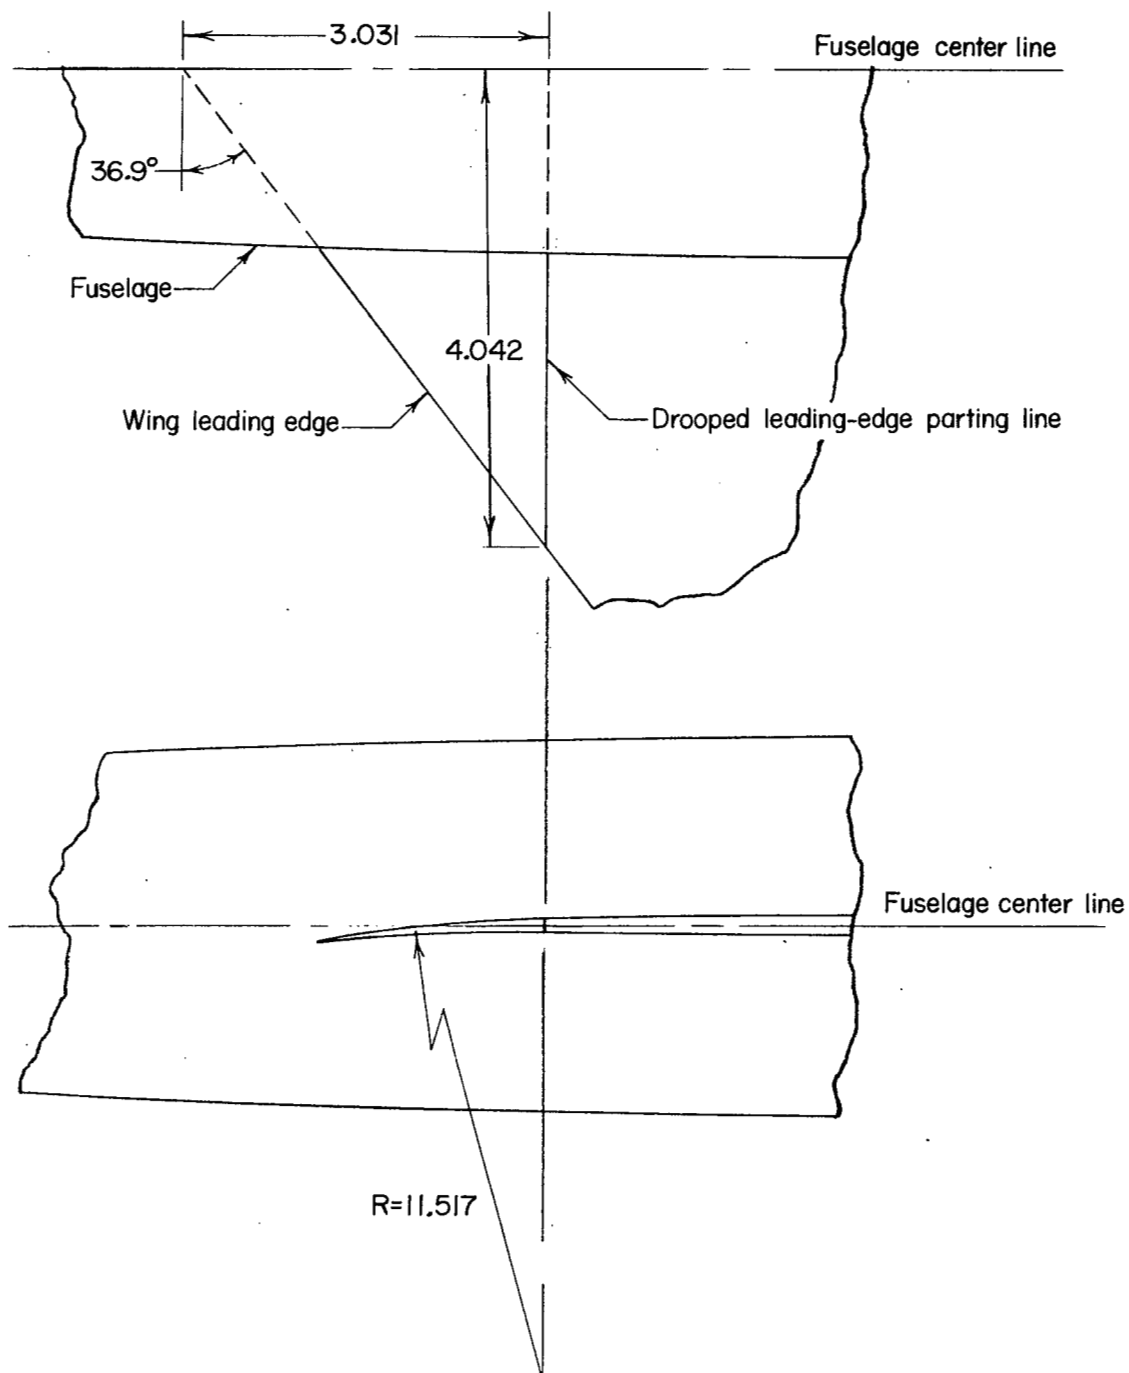 3.031
Fuselage center line
36.9°
Fuselage
4.042
Wing leading edge
Drooped leading-edge parting line
Fuselage center line
R=11.517